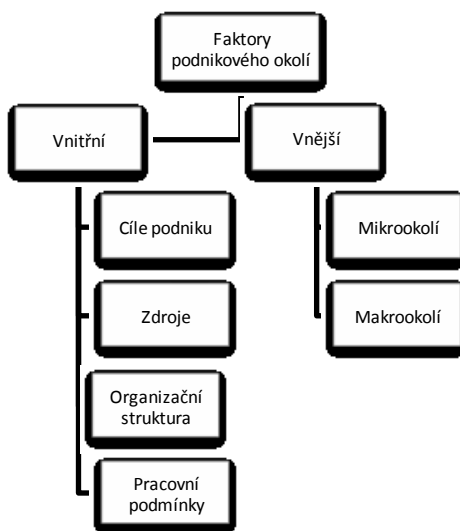 Faktory
podnikového okolí
Vnitřní
Vnější
Cíle podniku
Zdroje
Organizační
struktura
Pracovní
podmínky
Mikrookolí
Makrookolí